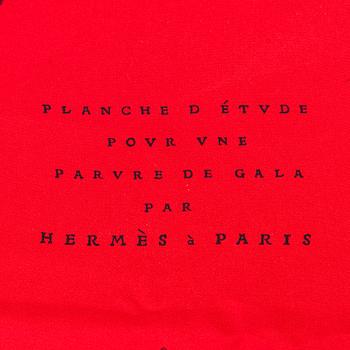 PLANCHE D ÉTVDE
POVR VNE
PARVRE DE GALA
PAR
HERMÈS à PARIS